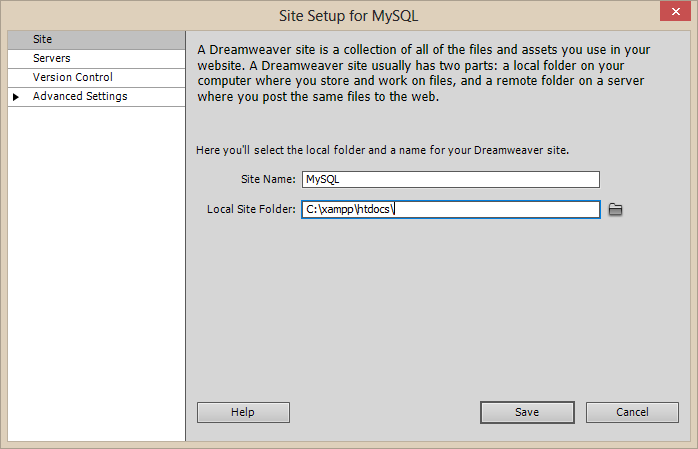 Site Setup for MySQL
Site
Servers
Version Control
Advanced Settings
A Dreamweaver site is a collection of all of the files and assets you use in your
website. A Dreamweaver site usually has two parts: a local folder on your
computer where you store and work on files, and a remote folder on a server
where you post the same files to the web.
Here you'll select the local folder and a name for your Dreamweaver site.
Site Name: MySQL
Local Site Folder: C:\xampp\htdocs\
Help Save Cancel